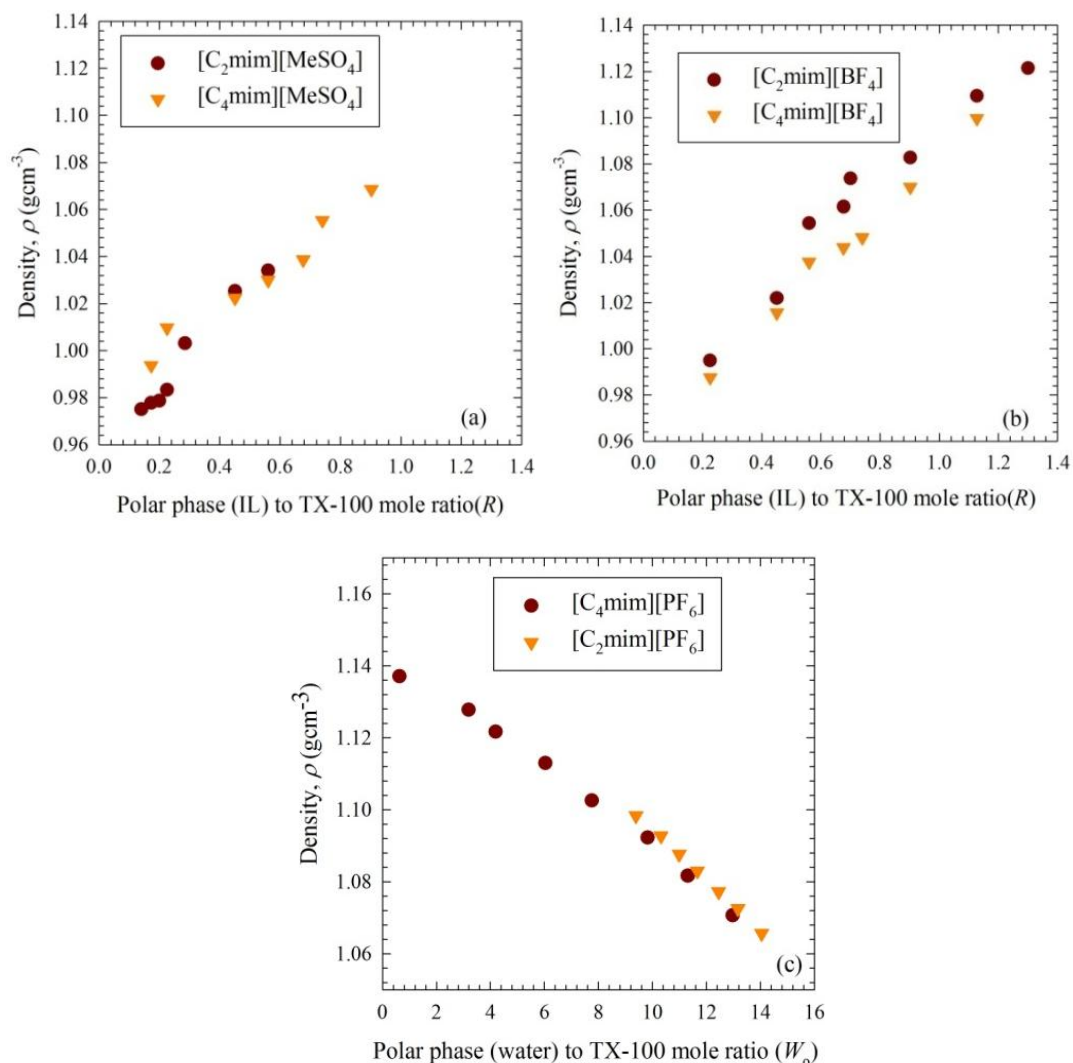 1.14
1.12
1.10
1.08
1.06
1.04
1.02
1.00
0.98
0.96
Density, ρ (gcm⁻³)
[C₂mim][MeSO₄]
[C₄mim][MeSO₄]
(a)
0.0 0.2 0.4 0.6 0.8 1.0 1.2 1.4
Polar phase (IL) to TX-100 mole ratio(R)
1.14
1.12
1.10
1.08
1.06
1.04
1.02
1.00
0.98
0.96
Density, ρ (gcm⁻³)
[C₂mim][BF₄]
[C₄mim][BF₄]
(b)
0.0 0.2 0.4 0.6 0.8 1.0 1.2 1.4
Polar phase (IL) to TX-100 mole ratio(R)
1.16
1.14
1.12
1.10
1.08
1.06
Density, ρ (gcm⁻³)
[C₄mim][PF₆]
[C₂mim][PF₆]
(c)
0 2 4 6 8 10 12 14 16
Polar phase (water) to TX-100 mole ratio (W₀)